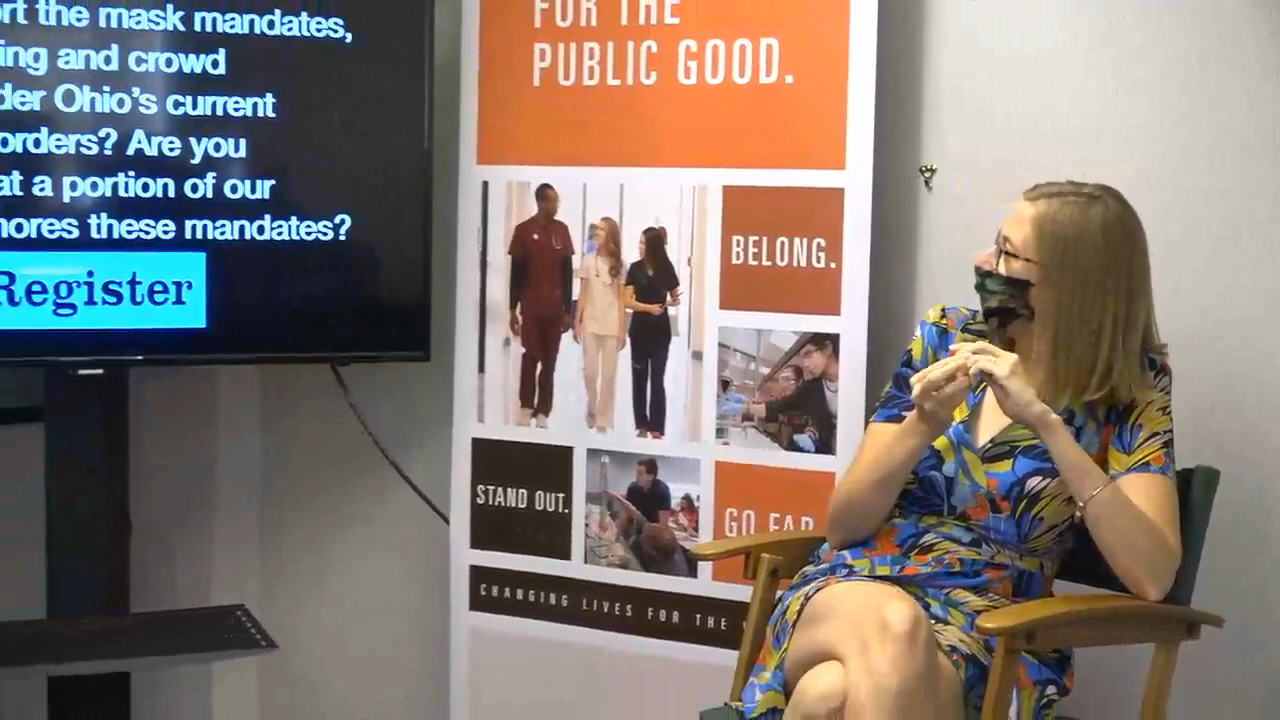 rt the mask mandates,
ing and crowd
der Ohio's current
orders? Are you
at a portion of our
nores these mandates?
Register
FOR THE
PUBLIC GOOD.
BELONG.
STAND OUT.
GO FAR
CHANGING LIVES FOR THE